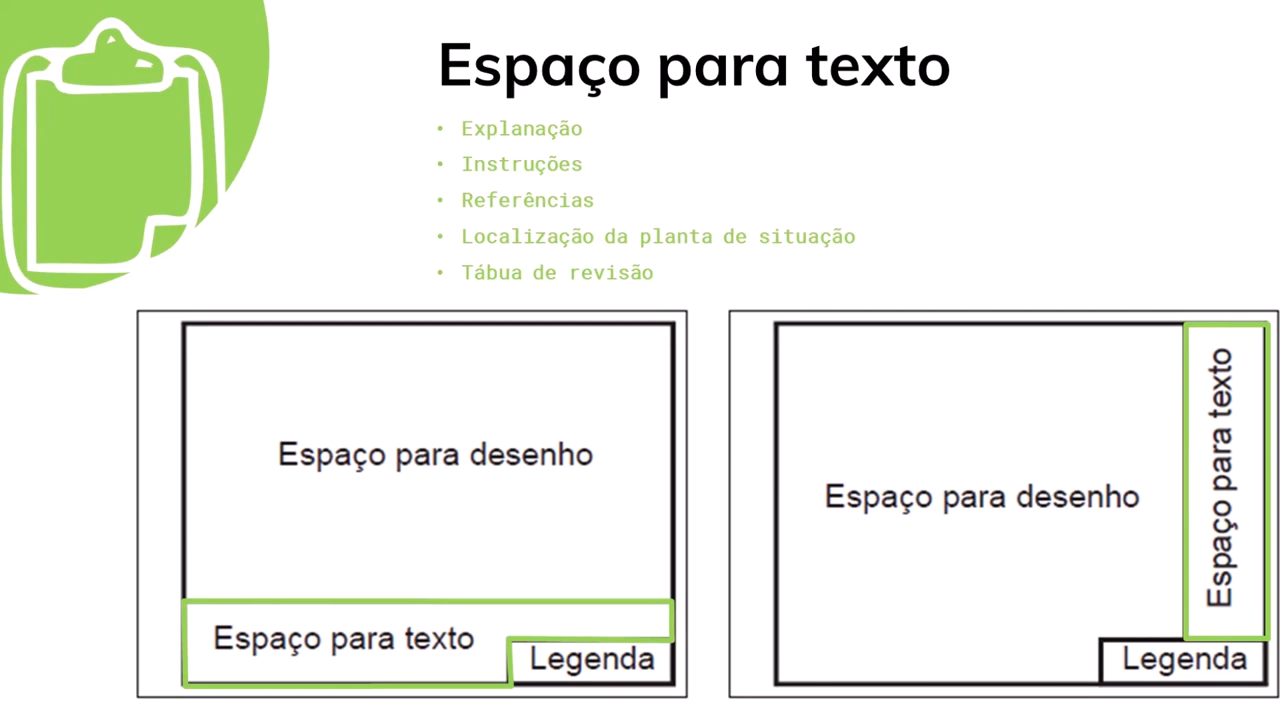 Espaço para texto
• Explanação
• Instruções
• Referências
• Localização da planta de situação
• Tábua de revisão
Espaço para desenho
Espaço para texto
Legenda
Espaço para desenho
Espaço para texto
Legenda